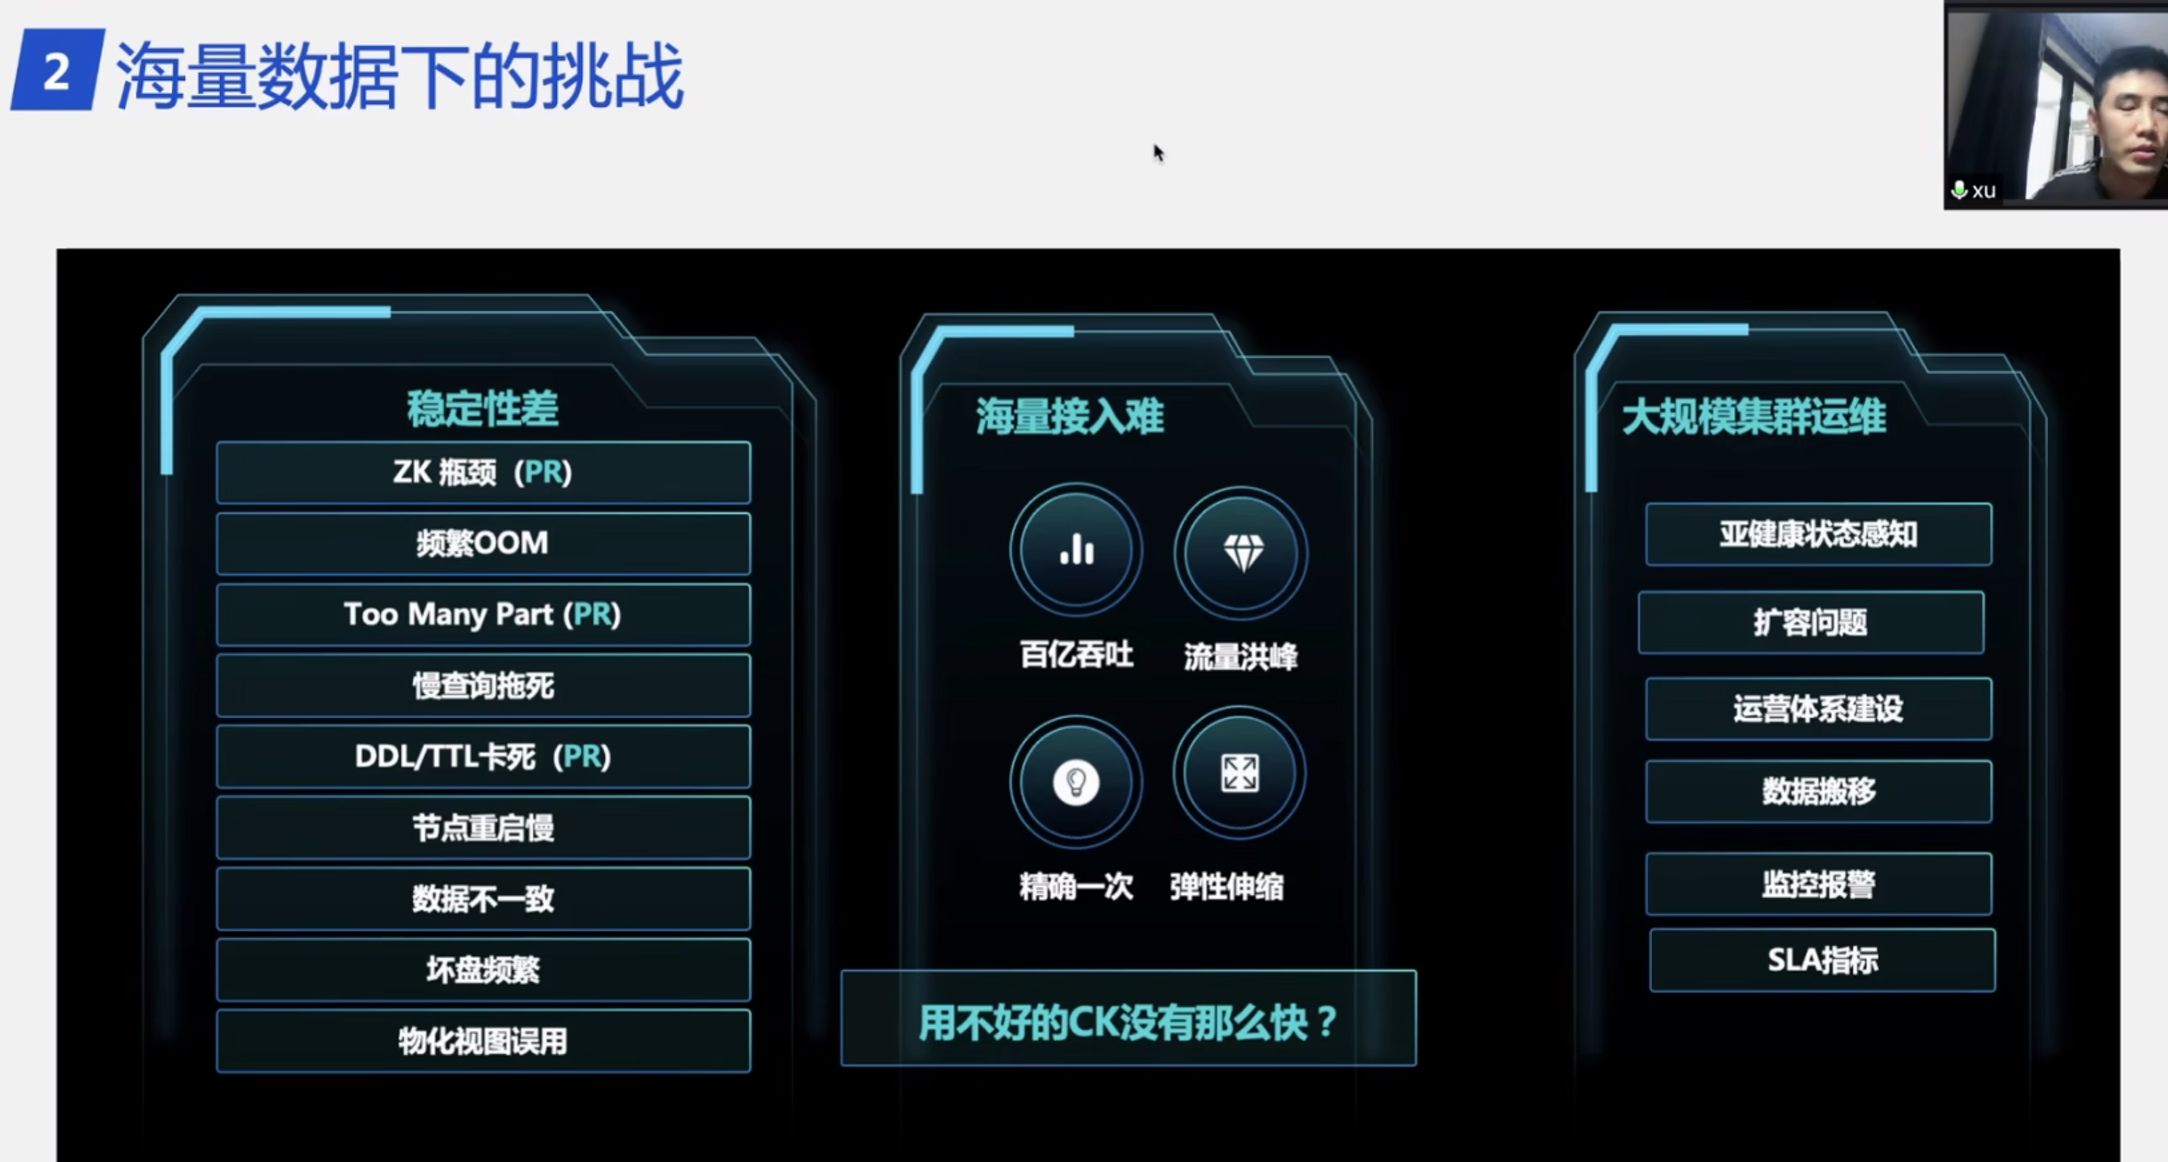 2 海量数据下的挑战
xu
稳定性差
ZK 瓶颈（PR）
频繁OOM
Too Many Part (PR)
慢查询拖死
DDL/TTL卡死（PR）
节点重启慢
数据不一致
坏盘频繁
物化视图误用
海量接入难
百亿吞吐 流量洪峰
精确一次 弹性伸缩
用不好的CK没有那么快？
大规模集群运维
亚健康状态感知
扩容问题
运营体系建设
数据搬移
监控报警
SLA指标